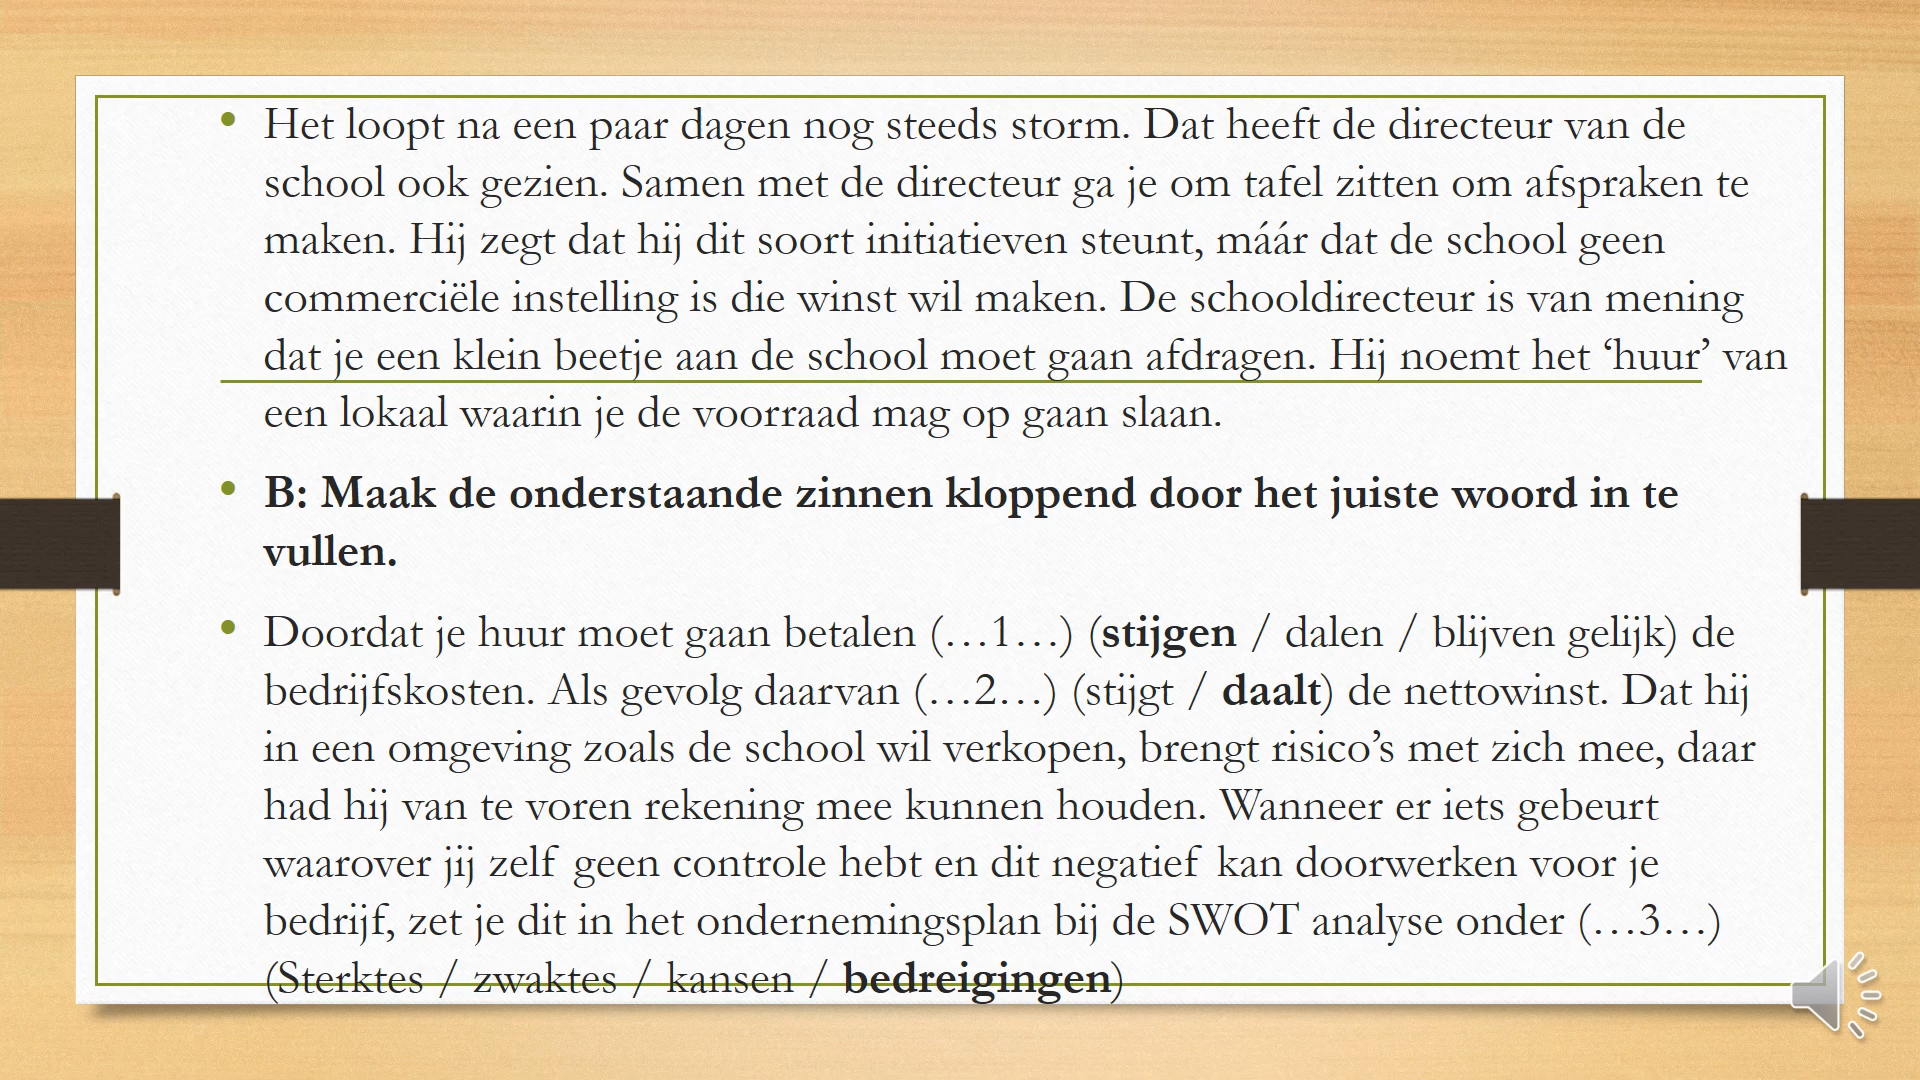 Het loopt na een paar dagen nog steeds storm. Dat heeft de directeur van de
school ook gezien. Samen met de directeur ga je om tafel zitten om afspraken te
maken. Hij zegt dat hij dit soort initiatieven steunt, máár dat de school geen
commerciële instelling is die winst wil maken. De schooldirecteur is van mening
dat je een klein beetje aan de school moet gaan afdragen. Hij noemt het ‘huur’ van
een lokaal waarin je de voorraad mag op gaan slaan.
B: Maak de onderstaande zinnen kloppend door het juiste woord in te
vullen.
Doordat je huur moet gaan betalen (…1…) (stijgen / dalen / blijven gelijk) de
bedrijfskosten. Als gevolg daarvan (…2…) (stijgt / daalt) de nettowinst. Dat hij
in een omgeving zoals de school wil verkopen, brengt risico’s met zich mee, daar
had hij van te voren rekening mee kunnen houden. Wanneer er iets gebeurt
waarover jij zelf geen controle hebt en dit negatief kan doorwerken voor je
bedrijf, zet je dit in het ondernemingsplan bij de SWOT analyse onder (…3…)
(Sterktes / zwaktes / kansen / bedreigingen)